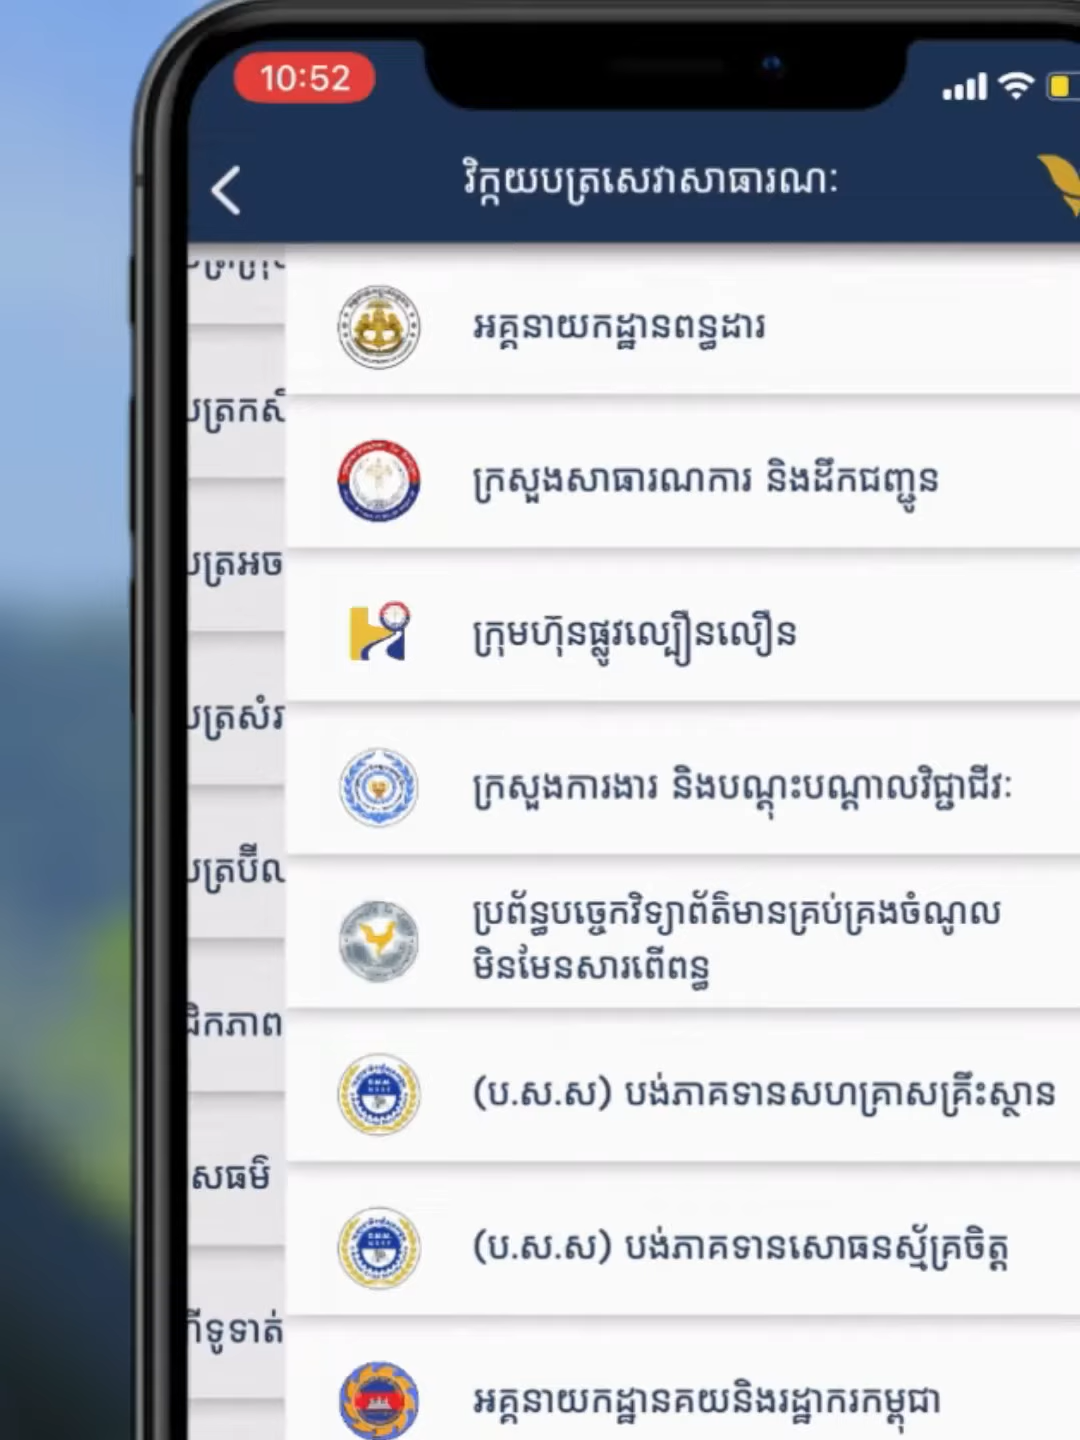 10:52
វិក្កយបត្រសេវាសាធារណៈ
អគ្គនាយកដ្ឋានពន្ធដារ
ក្រសួងសាធារណការ និងដឹកជញ្ជូន
ក្រុមហ៊ុនផ្លូវល្បឿនលឿន
ក្រសួងការងារ និងបណ្តុះបណ្តាលវិជ្ជាជីវៈ
ប្រព័ន្ធបច្ចេកវិទ្យាព័ត៌មានគ្រប់គ្រងចំណូល
មិនមែនសារពើពន្ធ
(ប.ស.ស) បង់ភាគទានសហគ្រាសគ្រឹះស្ថាន
(ប.ស.ស) បង់ភាគទានសោធនស្ម័គ្រចិត្ត
អគ្គនាយកដ្ឋានគយនិងរដ្ឋាករកម្ពុជា